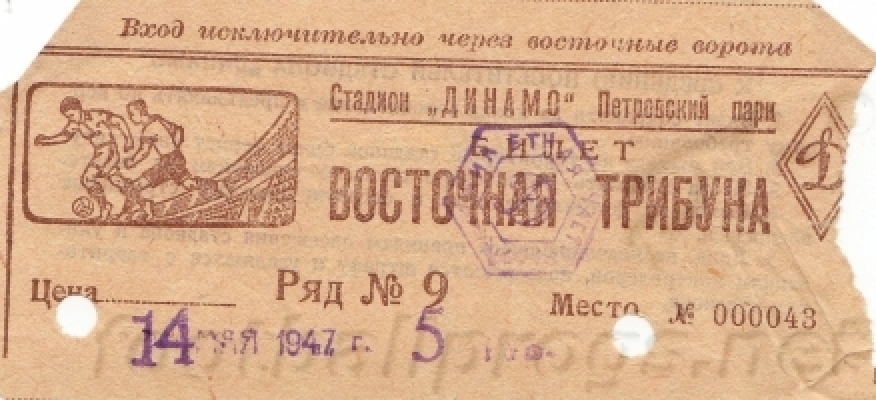 Вход исключительно через восточные ворота
Стадион „ДИНАМО“ Петровский парк
БИЛЕТ
ВОСТОЧНАЯ ТРИБУНА
Д
Цена
Ряд № 9
Место № 000043
14 МАЯ 1947 г. 5